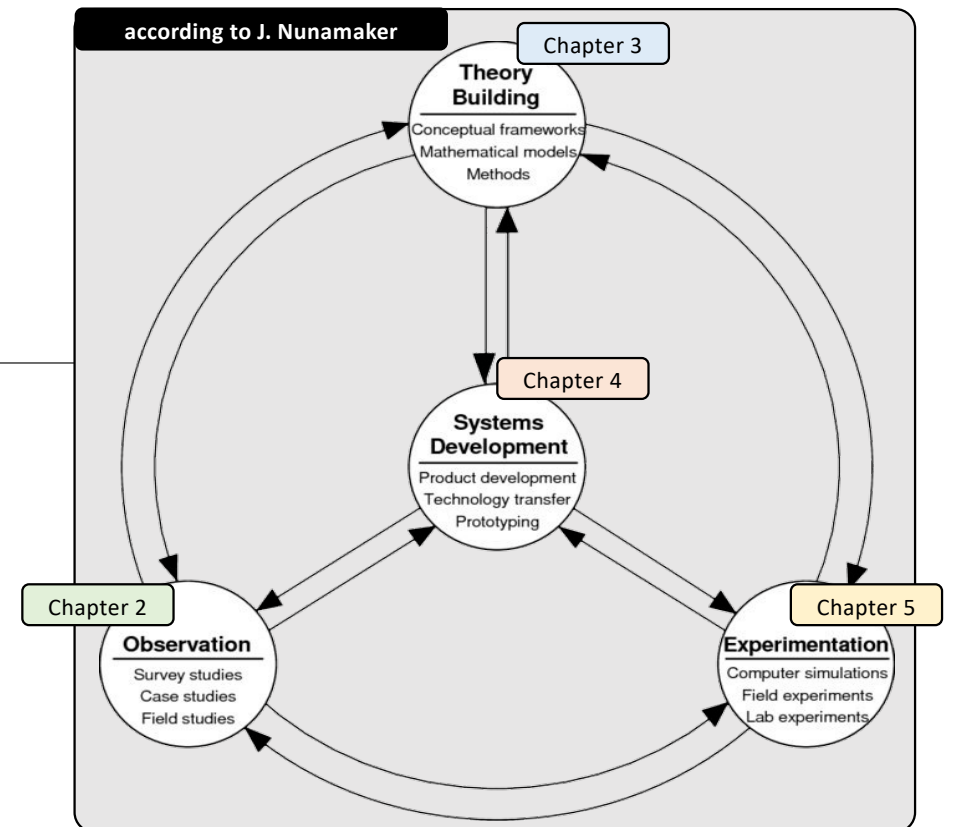 according to J. Nunamaker
Chapter 3
Theory
Building
Conceptual frameworks
Mathematical models
Methods
Chapter 4
Systems
Development
Product development
Technology transfer
Prototyping
Chapter 2
Observation
Survey studies
Case studies
Field studies
Chapter 5
Experimentation
Computer simulations
Field experiments
Lab experiments